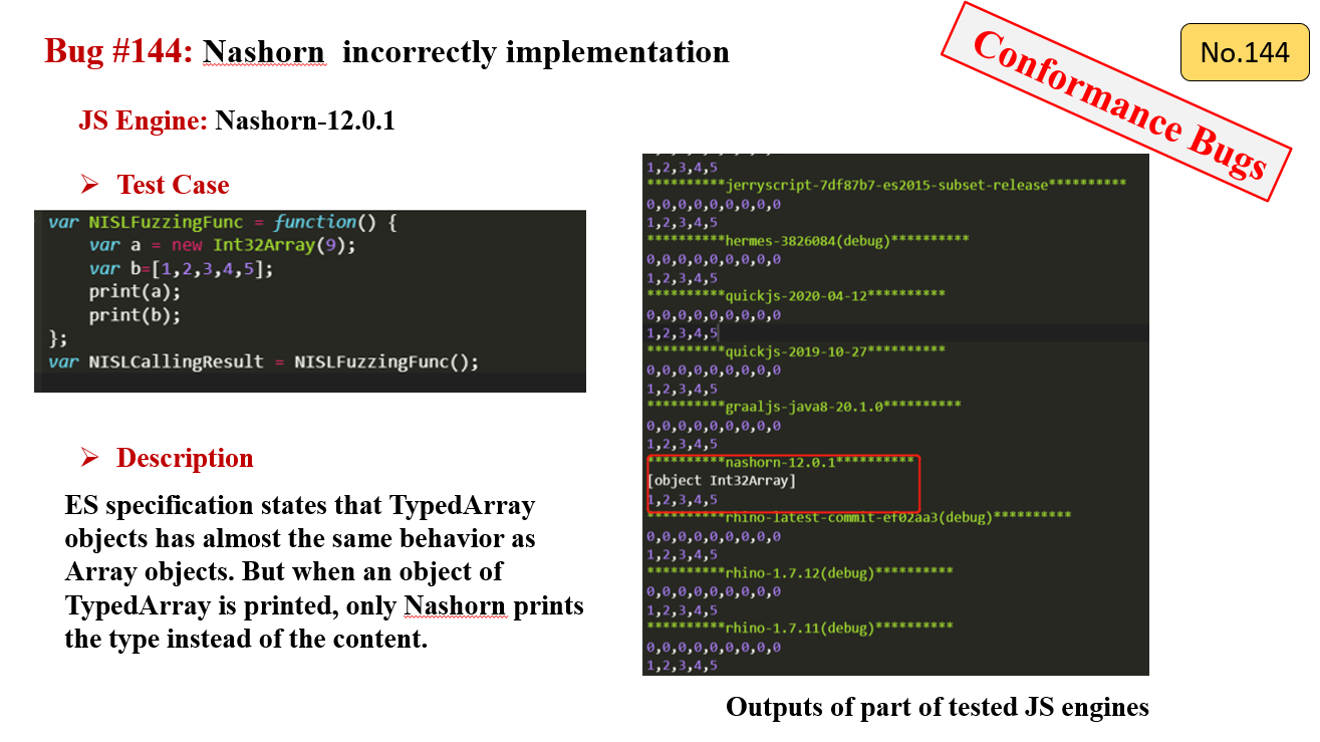 Bug #144: Nashorn incorrectly implementation
Conformance Bugs
No.144
JS Engine: Nashorn-12.0.1
Test Case
var NISLFuzzingFunc = function() {
var a = new Int32Array(9);
var b=[1,2,3,4,5];
print(a);
print(b);
};
var NISLCallingResult = NISLFuzzingFunc();
Description
ES specification states that TypedArray
objects has almost the same behavior as
Array objects. But when an object of
TypedArray is printed, only Nashorn prints
the type instead of the content.
1,2,3,4,5
**********jerryscript-7df87b7-es2015-subset-release**********
0,0,0,0,0,0,0,0,0
1,2,3,4,5
**********hermes-3826084(debug)**********
0,0,0,0,0,0,0,0,0
1,2,3,4,5
**********quickjs-2020-04-12**********
0,0,0,0,0,0,0,0,0
1,2,3,4,5
**********quickjs-2019-10-27**********
0,0,0,0,0,0,0,0,0
1,2,3,4,5
**********graaljs-java8-20.1.0**********
0,0,0,0,0,0,0,0,0
1,2,3,4,5
**********nashorn-12.0.1**********
[object Int32Array]
1,2,3,4,5
**********rhino-latest-commit-ef02aa3(debug)**********
0,0,0,0,0,0,0,0,0
1,2,3,4,5
**********rhino-1.7.12(debug)**********
0,0,0,0,0,0,0,0,0
1,2,3,4,5
**********rhino-1.7.11(debug)**********
0,0,0,0,0,0,0,0,0
1,2,3,4,5
Outputs of part of tested JS engines